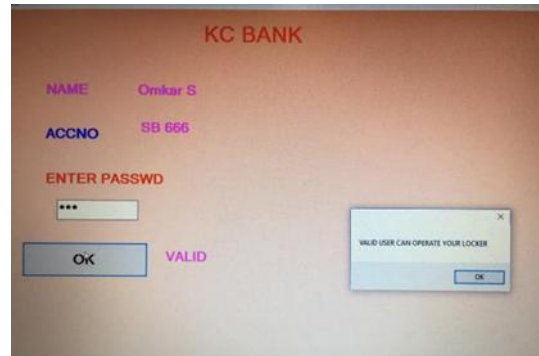 KC BANK
NAME Omkar S
ACCNO SB 666
ENTER PASSWD
***
OK VALID
VALID USER CAN OPERATE YOUR LOCKER
OK